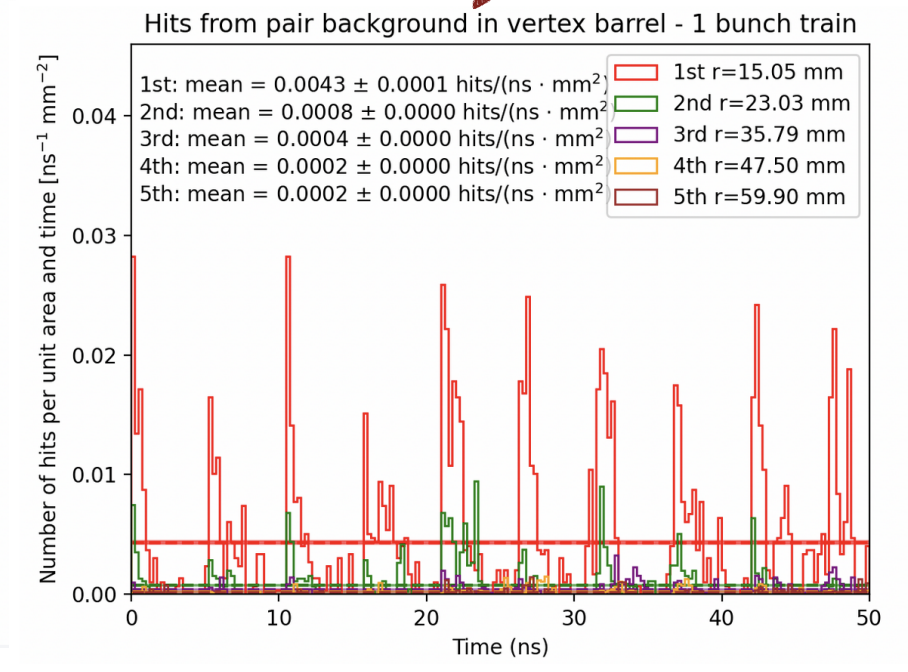 Hits from pair background in vertex barrel - 1 bunch train
Number of hits per unit area and time [ns⁻¹ mm⁻²]
1st: mean = 0.0043 ± 0.0001 hits/(ns · mm²)
2nd: mean = 0.0008 ± 0.0000 hits/(ns · mm²)
3rd: mean = 0.0004 ± 0.0000 hits/(ns · mm²)
4th: mean = 0.0002 ± 0.0000 hits/(ns · mm²)
5th: mean = 0.0002 ± 0.0000 hits/(ns · mm²)
1st r=15.05 mm
2nd r=23.03 mm
3rd r=35.79 mm
4th r=47.50 mm
5th r=59.90 mm
0.04
0.03
0.02
0.01
0.00
0 10 20 30 40 50
Time (ns)